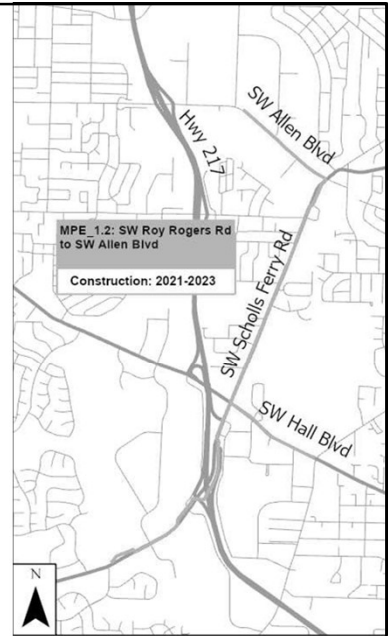 SW Allen Blvd
Hwy 217
MPE_1.2: SW Roy Rogers Rd
to SW Allen Blvd
Construction: 2021-2023
SW Scholls Ferry Rd
SW Hall Blvd
N